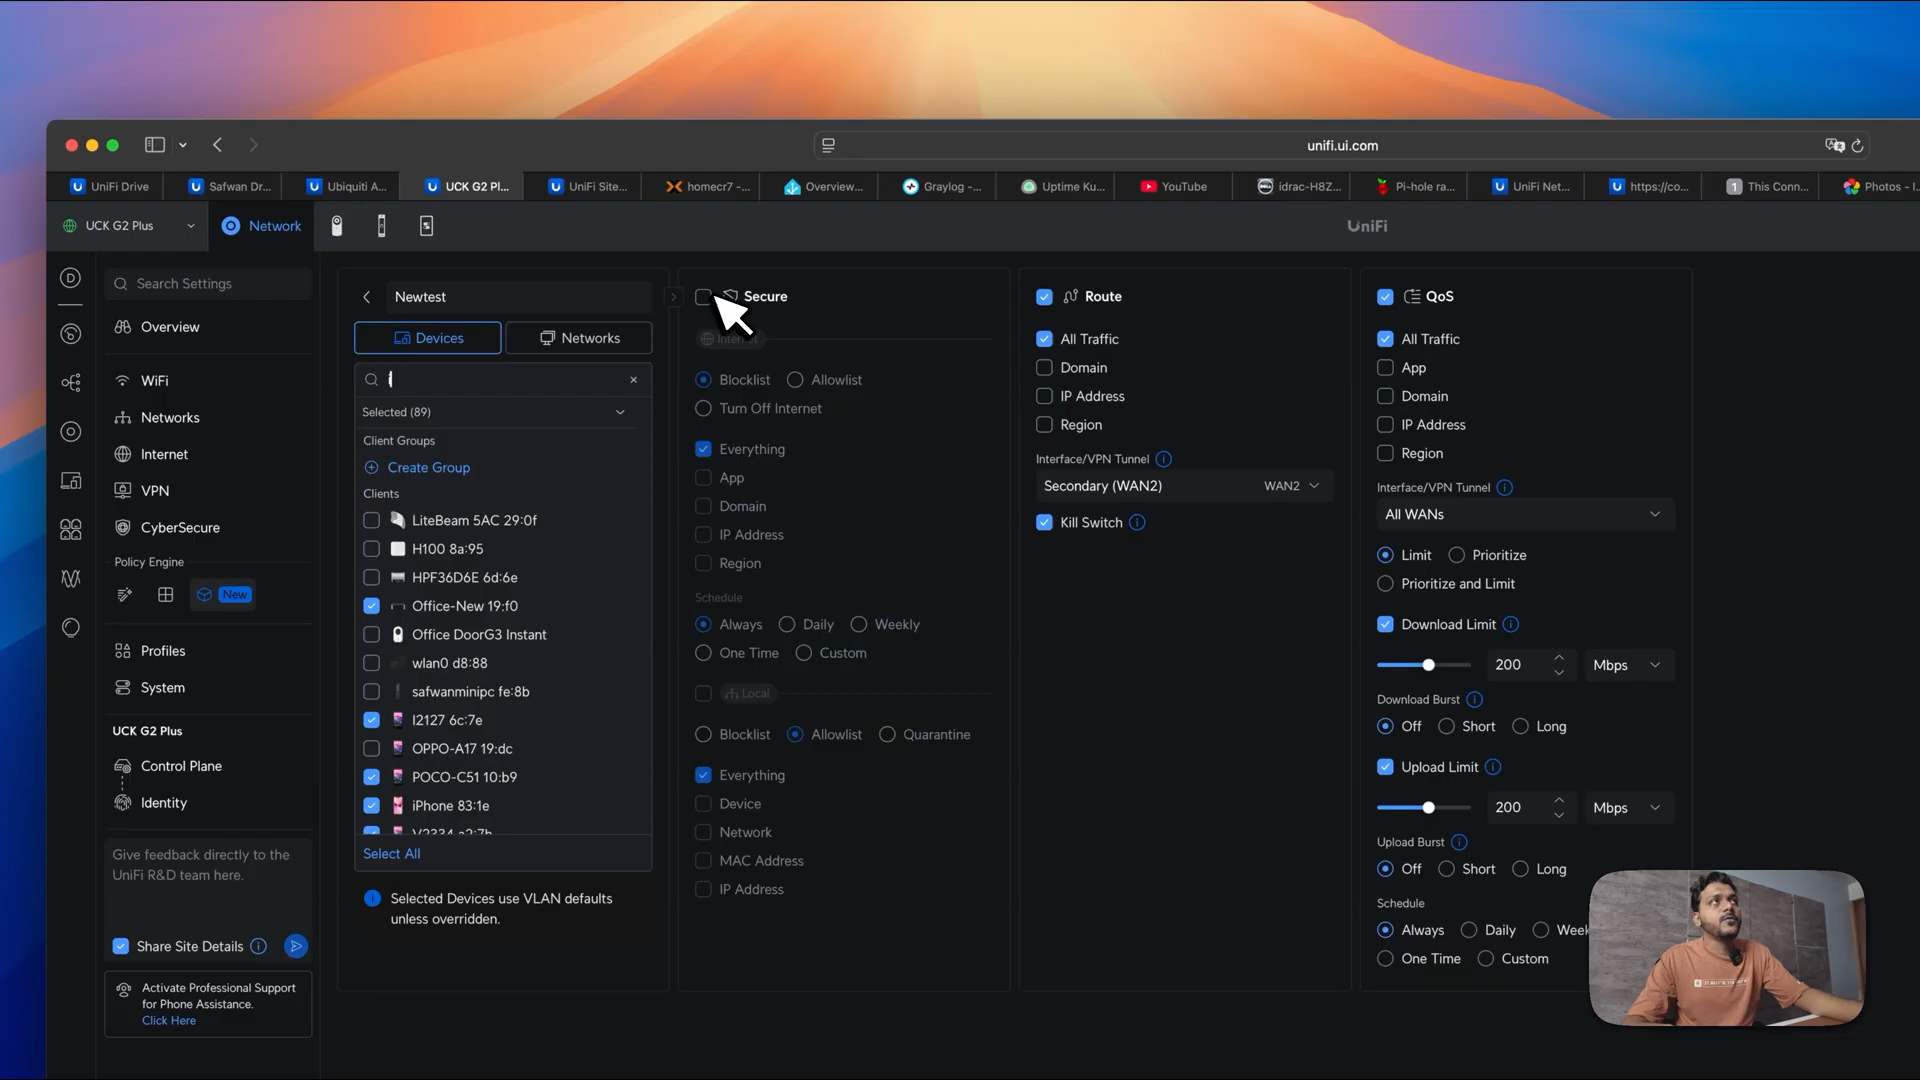 unifi.ui.com
UniFi Drive
Safwan Dr...
Ubiquiti A...
UCK G2 Pl...
UniFi Site...
homecr7 -...
Overview...
Graylog -...
Uptime Ku...
YouTube
idrac-H8Z...
Pi-hole ra...
UniFi Net...
https://co...
This Conn...
Photos - I
UCK G2 Plus
Network
UniFi
Search Settings
Overview
WiFi
Networks
Internet
VPN
CyberSecure
Policy Engine
New
Profiles
System
UCK G2 Plus
Control Plane
Identity
Give feedback directly to the
UniFi R&D team here.
Share Site Details
Activate Professional Support
for Phone Assistance.
Click Here
Newtest
Devices
Networks
Selected (89)
Client Groups
Create Group
Clients
LiteBeam 5AC 29:0f
H100 8a:95
HPF36D6E 6d:6e
Office-New 19:f0
Office DoorG3 Instant
wlan0 d8:88
safwanminipc fe:8b
I2127 6c:7e
OPPO-A17 19:dc
POCO-C51 10:b9
iPhone 83:1e
V2334 a2:7b
Select All
Selected Devices use VLAN defaults
unless overridden.
Secure
Internet
Blocklist
Allowlist
Turn Off Internet
Everything
App
Domain
IP Address
Region
Schedule
Always
Daily
Weekly
One Time
Custom
Local
Blocklist
Allowlist
Quarantine
Everything
Device
Network
MAC Address
IP Address
Route
All Traffic
Domain
IP Address
Region
Interface/VPN Tunnel
Secondary (WAN2)
WAN2
Kill Switch
QoS
All Traffic
App
Domain
IP Address
Region
Interface/VPN Tunnel
All WANs
Limit
Prioritize
Prioritize and Limit
Download Limit
200
Mbps
Download Burst
Off
Short
Long
Upload Limit
200
Mbps
Upload Burst
Off
Short
Long
Schedule
Always
Daily
Week
One Time
Custom